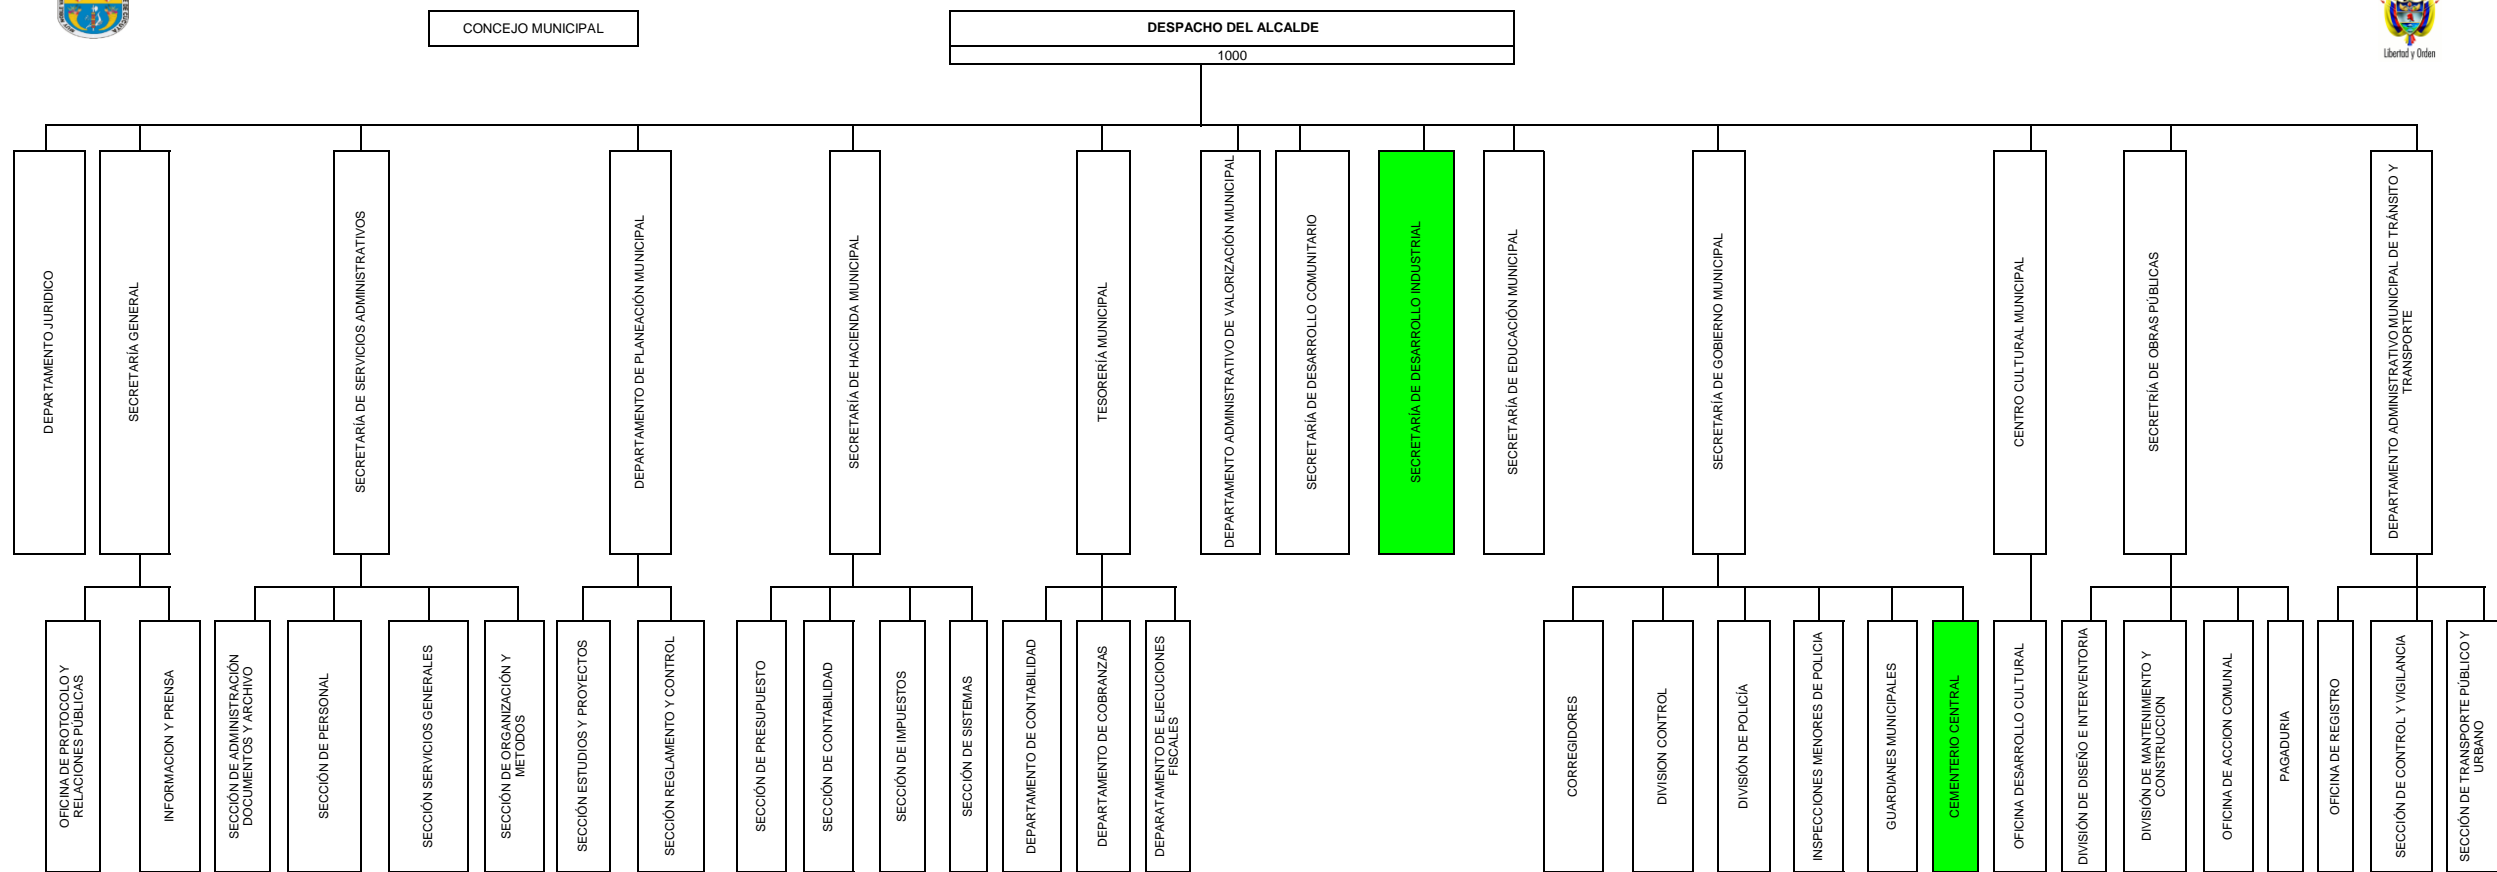 CONCEJO MUNICIPAL
DESPACHO DEL ALCALDE
1000
Libertad y Orden
DEPARTAMENTO JURIDICO
SECRETARÍA GENERAL
SECRETARÍA DE SERVICIOS ADMINISTRATIVOS
DEPARTAMENTO DE PLANEACIÓN MUNICIPAL
SECRETARÍA DE HACIENDA MUNICIPAL
TESORERÍA MUNICIPAL
DEPARTAMENTO ADMINISTRATIVO DE VALORIZACIÓN MUNICIPAL
SECRETARÍA DE DESARROLLO COMUNITARIO
SECRETARÍA DE DESARROLLO INDUSTRIAL
SECRETARÍA DE EDUCACIÓN MUNICIPAL
SECRETARÍA DE GOBIERNO MUNICIPAL
CENTRO CULTURAL MUNICIPAL
SECRETRÍA DE OBRAS PÚBLICAS
DEPARTAMENTO ADMINISTRATIVO MUNICIPAL DE TRÁNSITO Y
TRANSPORTE
OFICINA DE PROTOCOLO Y
RELACIONES PÚBLICAS
INFORMACION Y PRENSA
SECCIÓN DE ADMINISTRACIÓN
DOCUMENTOS Y ARCHIVO
SECCIÓN DE PERSONAL
SECCIÓN SERVICIOS GENERALES
SECCIÓN DE ORGANIZACIÓN Y
METODOS
SECCIÓN ESTUDIOS Y PROYECTOS
SECCIÓN REGLAMENTO Y CONTROL
SECCIÓN DE PRESUPUESTO
SECCIÓN DE CONTABILIDAD
SECCIÓN DE IMPUESTOS
SECCIÓN DE SISTEMAS
DEPARTAMENTO DE CONTABILIDAD
DEPARTAMENTO DE COBRANZAS
DEPARATAMENTO DE EJECUCIONES
FISCALES
CORREGIDORES
DIVISION CONTROL
DIVISIÓN DE POLICÍA
INSPECCIONES MENORES DE POLICIA
GUARDIANES MUNICIPALES
CEMENTERIO CENTRAL
OFICINA DESARROLLO CULTURAL
DIVISIÓN DE DISEÑO E INTERVENTORIA
DIVISIÓN DE MANTENIMIENTO Y
CONSTRUCCION
OFICINA DE ACCION COMUNAL
PAGADURIA
OFICINA DE REGISTRO
SECCIÓN DE CONTROL Y VIGILANCIA
SECCIÓN DE TRANSPORTE PÚBLICO Y
URBANO